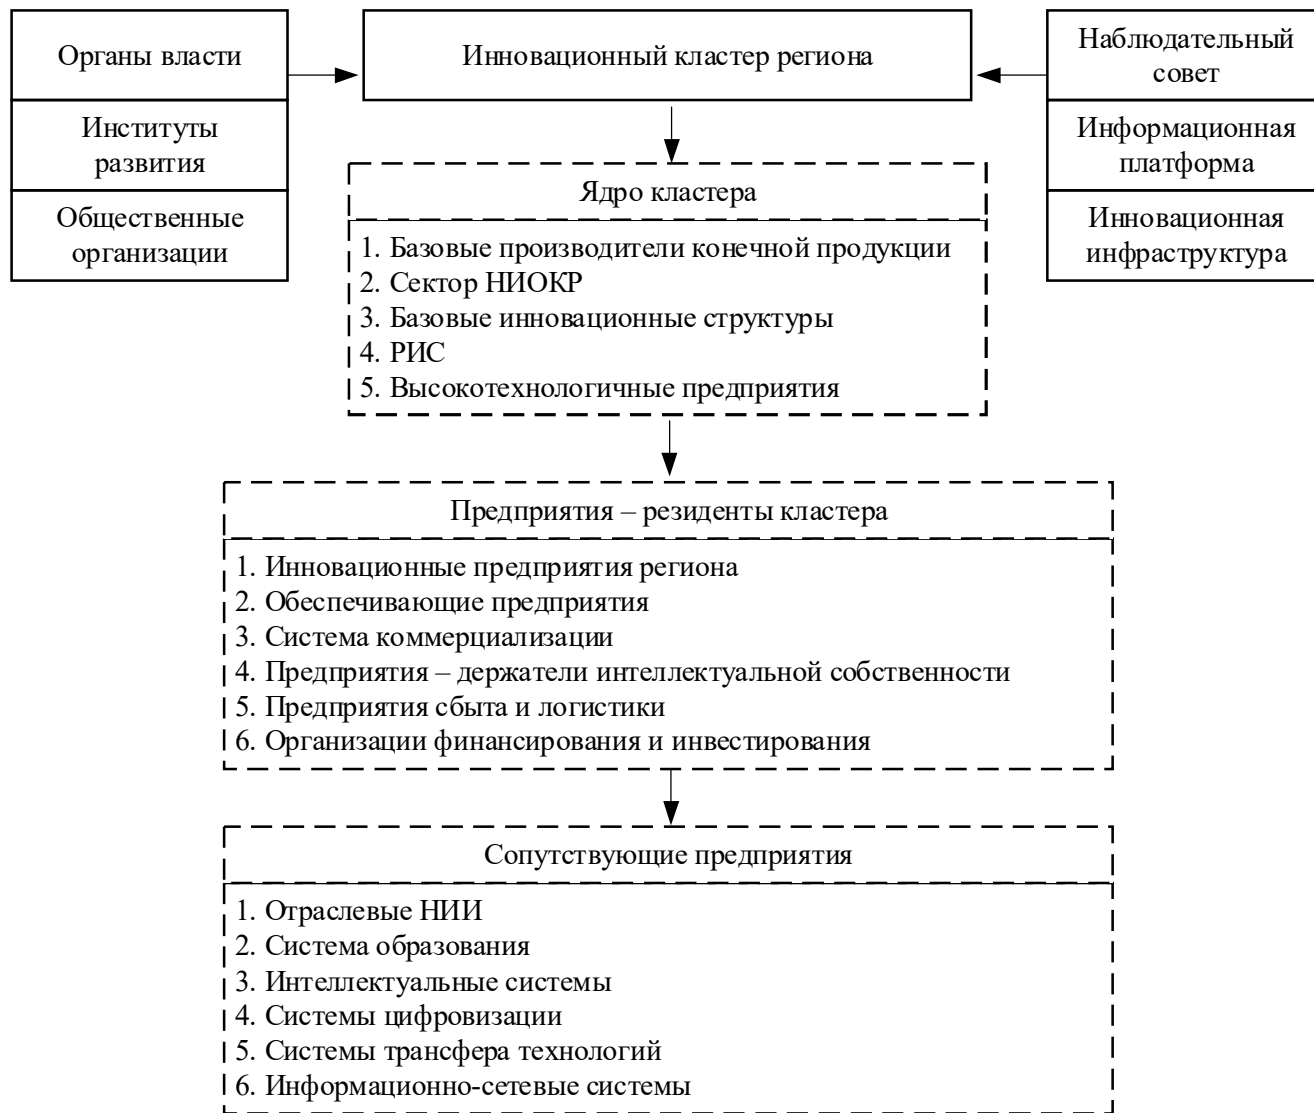 Органы власти
Институты
развития
Общественные
организации
Инновационный кластер региона
Наблюдательный
совет
Информационная
платформа
Инновационная
инфраструктура
Ядро кластера
1. Базовые производители конечной продукции
2. Сектор НИОКР
3. Базовые инновационные структуры
4. РИС
5. Высокотехнологичные предприятия
Предприятия – резиденты кластера
1. Инновационные предприятия региона
2. Обеспечивающие предприятия
3. Система коммерциализации
4. Предприятия – держатели интеллектуальной собственности
5. Предприятия сбыта и логистики
6. Организации финансирования и инвестирования
Сопутствующие предприятия
1. Отраслевые НИИ
2. Система образования
3. Интеллектуальные системы
4. Системы цифровизации
5. Системы трансфера технологий
6. Информационно-сетевые системы